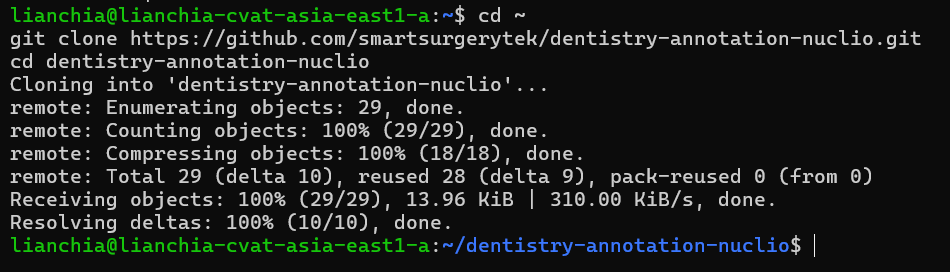 lianchia@lianchia-cvat-asia-east1-a:~$ cd ~
git clone https://github.com/smartsurgerytek/dentistry-annotation-nuclio.git
cd dentistry-annotation-nuclio
Cloning into 'dentistry-annotation-nuclio'...
remote: Enumerating objects: 29, done.
remote: Counting objects: 100% (29/29), done.
remote: Compressing objects: 100% (18/18), done.
remote: Total 29 (delta 10), reused 28 (delta 9), pack-reused 0 (from 0)
Receiving objects: 100% (29/29), 13.96 KiB | 310.00 KiB/s, done.
Resolving deltas: 100% (10/10), done.
lianchia@lianchia-cvat-asia-east1-a:~/dentistry-annotation-nuclio$